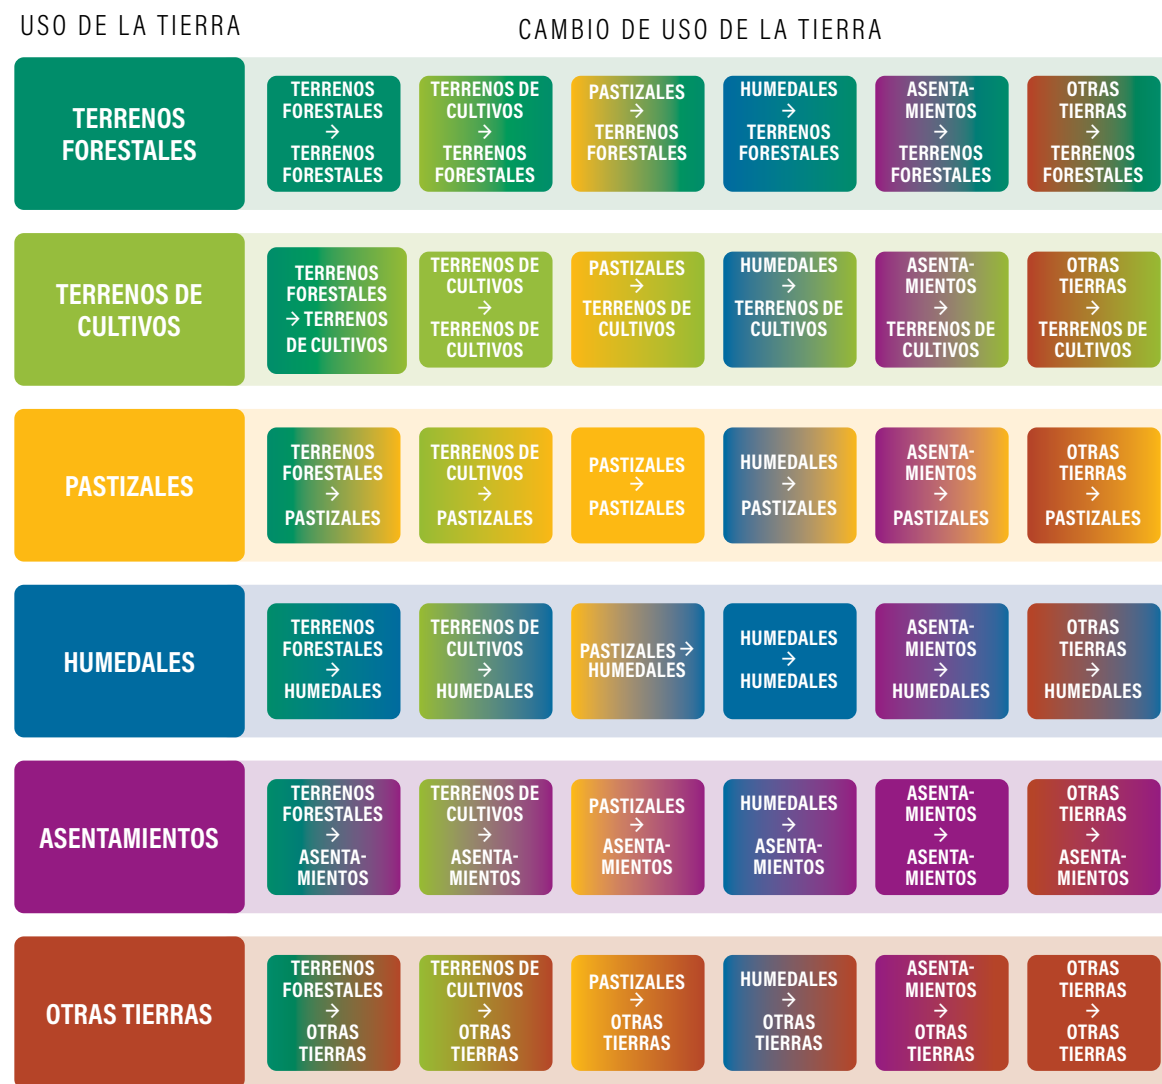 USO DE LA TIERRA
CAMBIO DE USO DE LA TIERRA
TERRENOS
FORESTALES
TERRENOS
FORESTALES
→
TERRENOS
FORESTALES
TERRENOS DE
CULTIVOS
→
TERRENOS
FORESTALES
PASTIZALES
→
TERRENOS
FORESTALES
HUMEDALES
→
TERRENOS
FORESTALES
ASENTA-
MIENTOS
→
TERRENOS
FORESTALES
OTRAS
TIERRAS
→
TERRENOS
FORESTALES
TERRENOS DE
CULTIVOS
TERRENOS
FORESTALES
→ TERRENOS
DE CULTIVOS
TERRENOS DE
CULTIVOS
→
TERRENOS DE
CULTIVOS
PASTIZALES
→
TERRENOS DE
CULTIVOS
HUMEDALES
→
TERRENOS DE
CULTIVOS
ASENTA-
MIENTOS
→
TERRENOS DE
CULTIVOS
OTRAS
TIERRAS
→
TERRENOS DE
CULTIVOS
PASTIZALES
TERRENOS
FORESTALES
→
PASTIZALES
TERRENOS DE
CULTIVOS
→
PASTIZALES
PASTIZALES
→
PASTIZALES
HUMEDALES
→
PASTIZALES
ASENTA-
MIENTOS
→
PASTIZALES
OTRAS
TIERRAS
→
PASTIZALES
HUMEDALES
TERRENOS
FORESTALES
→
HUMEDALES
TERRENOS DE
CULTIVOS
→
HUMEDALES
PASTIZALES →
HUMEDALES
HUMEDALES
→
HUMEDALES
ASENTA-
MIENTOS
→
HUMEDALES
OTRAS
TIERRAS
→
HUMEDALES
ASENTAMIENTOS
TERRENOS
FORESTALES
→
ASENTA-
MIENTOS
TERRENOS DE
CULTIVOS
→
ASENTA-
MIENTOS
PASTIZALES
→
ASENTA-
MIENTOS
HUMEDALES
→
ASENTA-
MIENTOS
ASENTA-
MIENTOS
→
ASENTA-
MIENTOS
OTRAS
TIERRAS
→
ASENTA-
MIENTOS
OTRAS TIERRAS
TERRENOS
FORESTALES
→
OTRAS
TIERRAS
TERRENOS DE
CULTIVOS
→
OTRAS
TIERRAS
PASTIZALES
→
OTRAS
TIERRAS
HUMEDALES
→
OTRAS
TIERRAS
ASENTA-
MIENTOS
→
OTRAS
TIERRAS
OTRAS
TIERRAS
→
OTRAS
TIERRAS